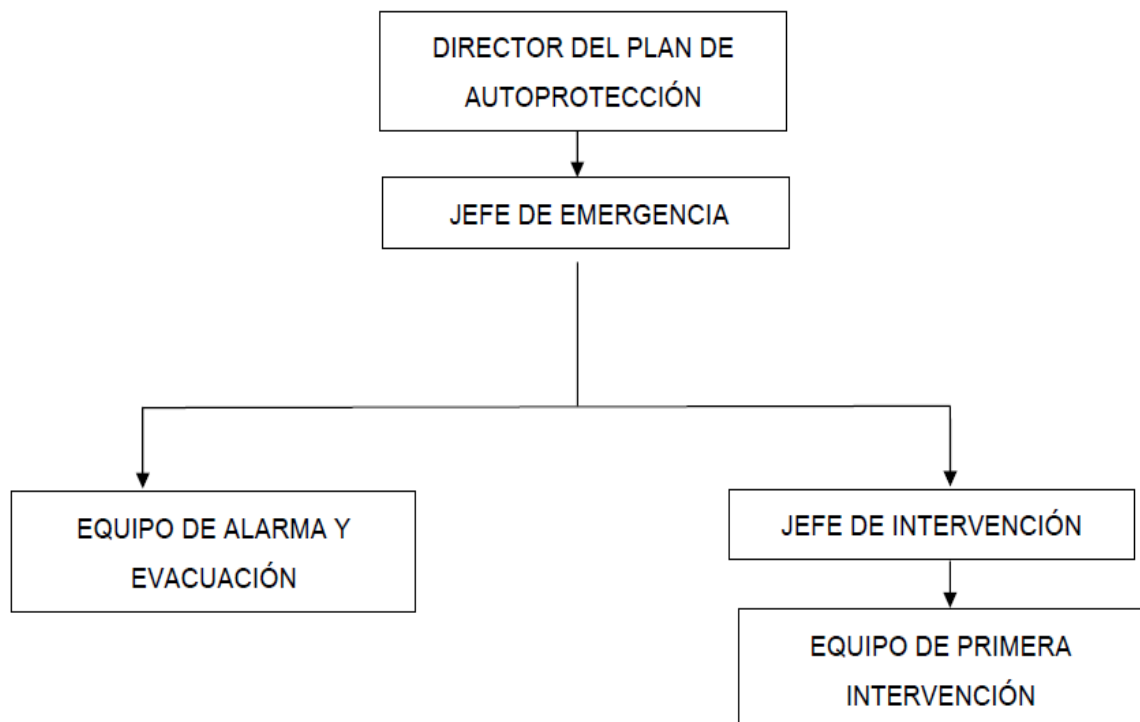 DIRECTOR DEL PLAN DE
AUTOPROTECCIÓN
JEFE DE EMERGENCIA
EQUIPO DE ALARMA Y
EVACUACIÓN
JEFE DE INTERVENCIÓN
EQUIPO DE PRIMERA
INTERVENCIÓN